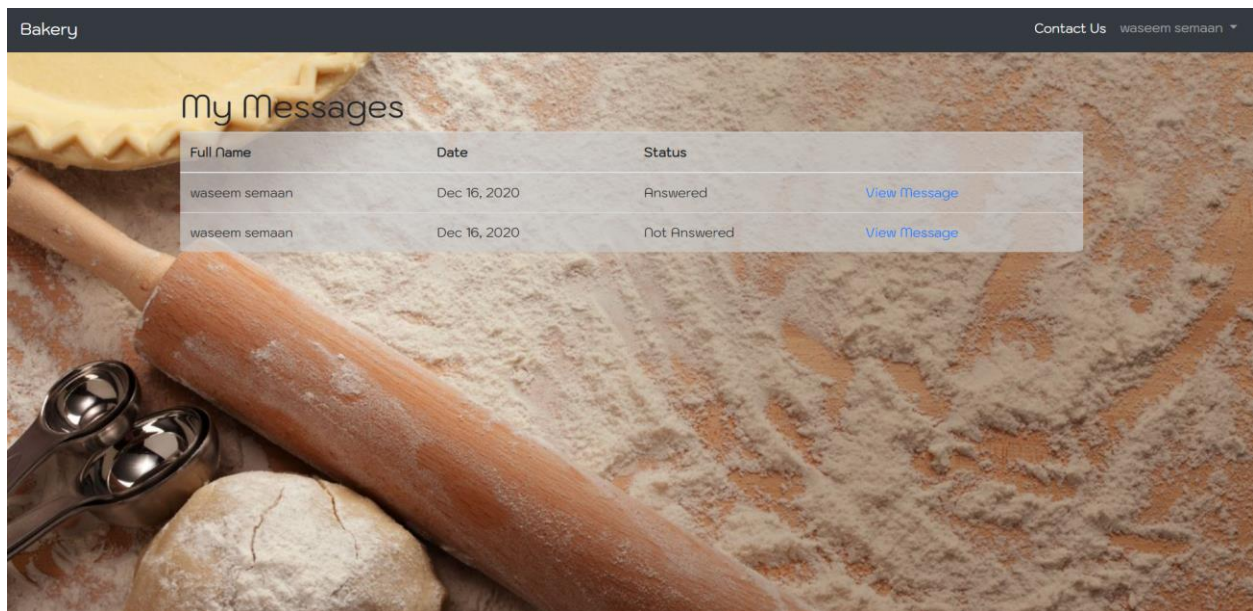 Bakery Contact Us waseem semaan
My Messages
Full Name Date Status
waseem semaan Dec 16, 2020 Answered View Message
waseem semaan Dec 16, 2020 Not Answered View Message